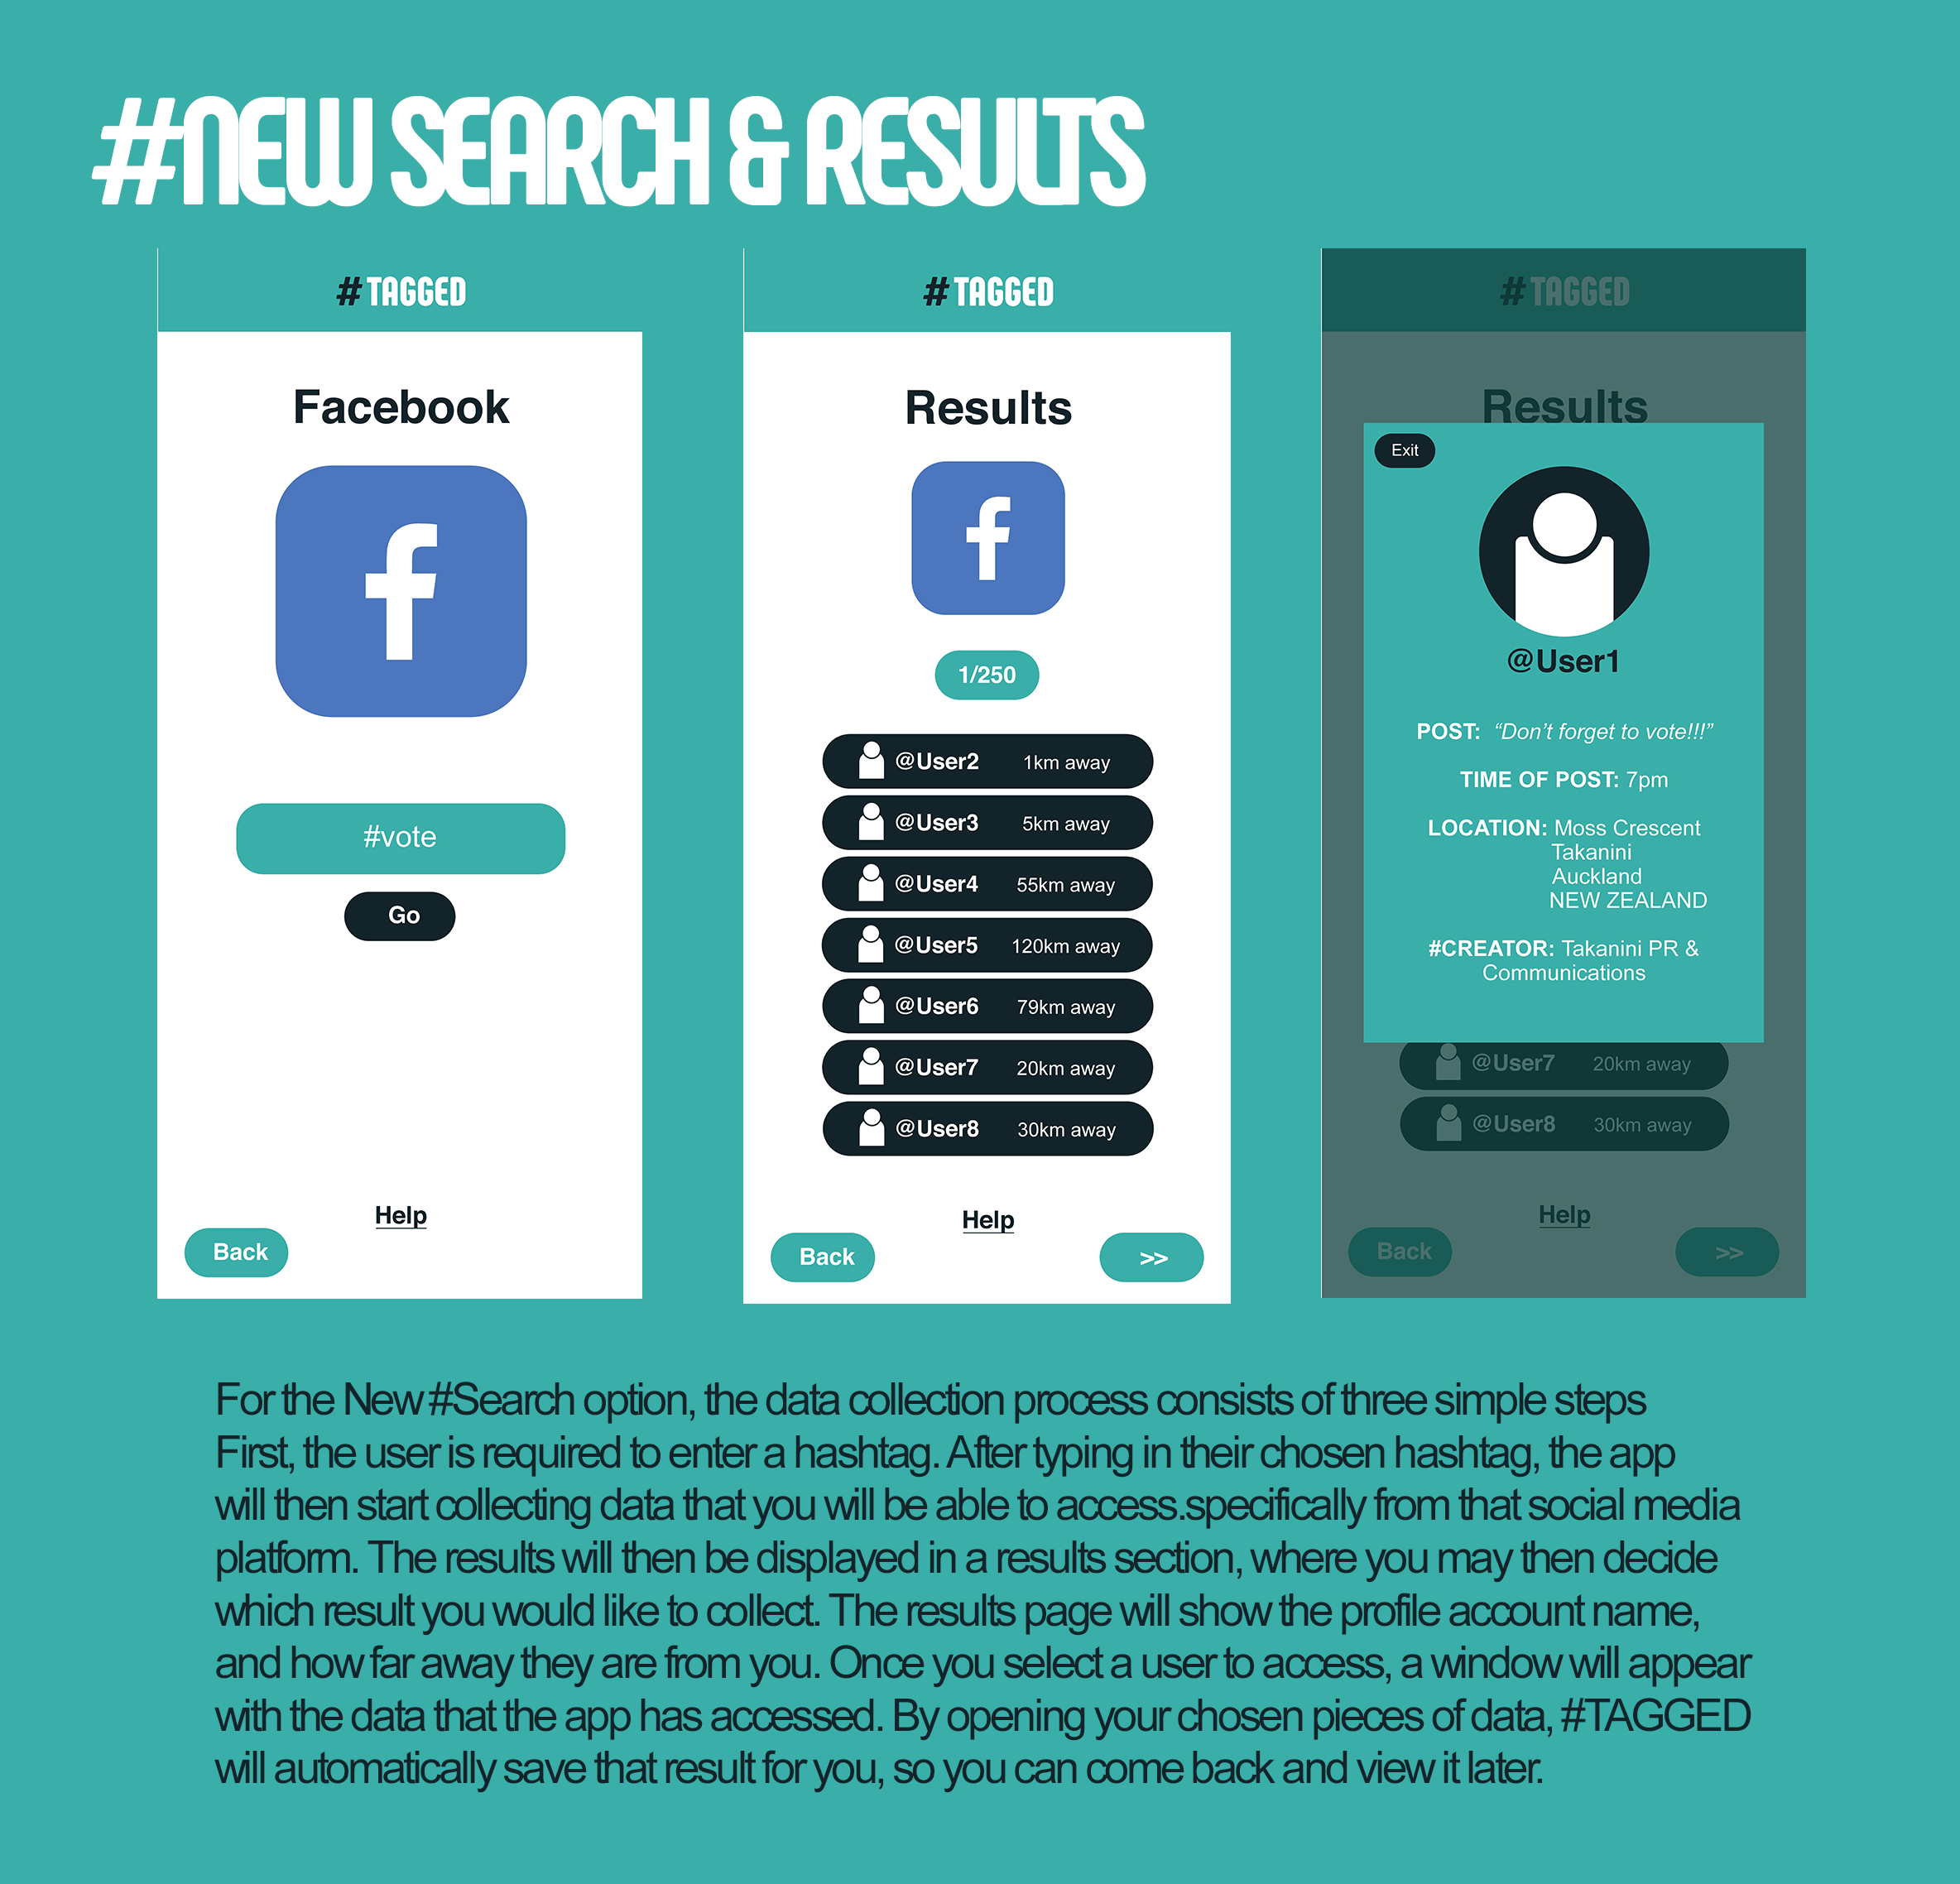 #NEW SEARCH & RESULTS
#TAGGED
Facebook
f
#vote
Go
Help
Back
#TAGGED
Results
f
1/250
@User2 1km away
@User3 5km away
@User4 55km away
@User5 120km away
@User6 79km away
@User7 20km away
@User8 30km away
Help
Back >>
#TAGGED
Results
Exit
@User1
POST: “Don’t forget to vote!!!”
TIME OF POST: 7pm
LOCATION: Moss Crescent
Takanini
Auckland
NEW ZEALAND
#CREATOR: Takanini PR &
Communications
@User7 20km away
@User8 30km away
Help
Back >>
For the New #Search option, the data collection process consists of three simple steps
First, the user is required to enter a hashtag. After typing in their chosen hashtag, the app
will then start collecting data that you will be able to access.specifically from that social media
platform. The results will then be displayed in a results section, where you may then decide
which result you would like to collect. The results page will show the profile account name,
and how far away they are from you. Once you select a user to access, a window will appear
with the data that the app has accessed. By opening your chosen pieces of data, #TAGGED
will automatically save that result for you, so you can come back and view it later.